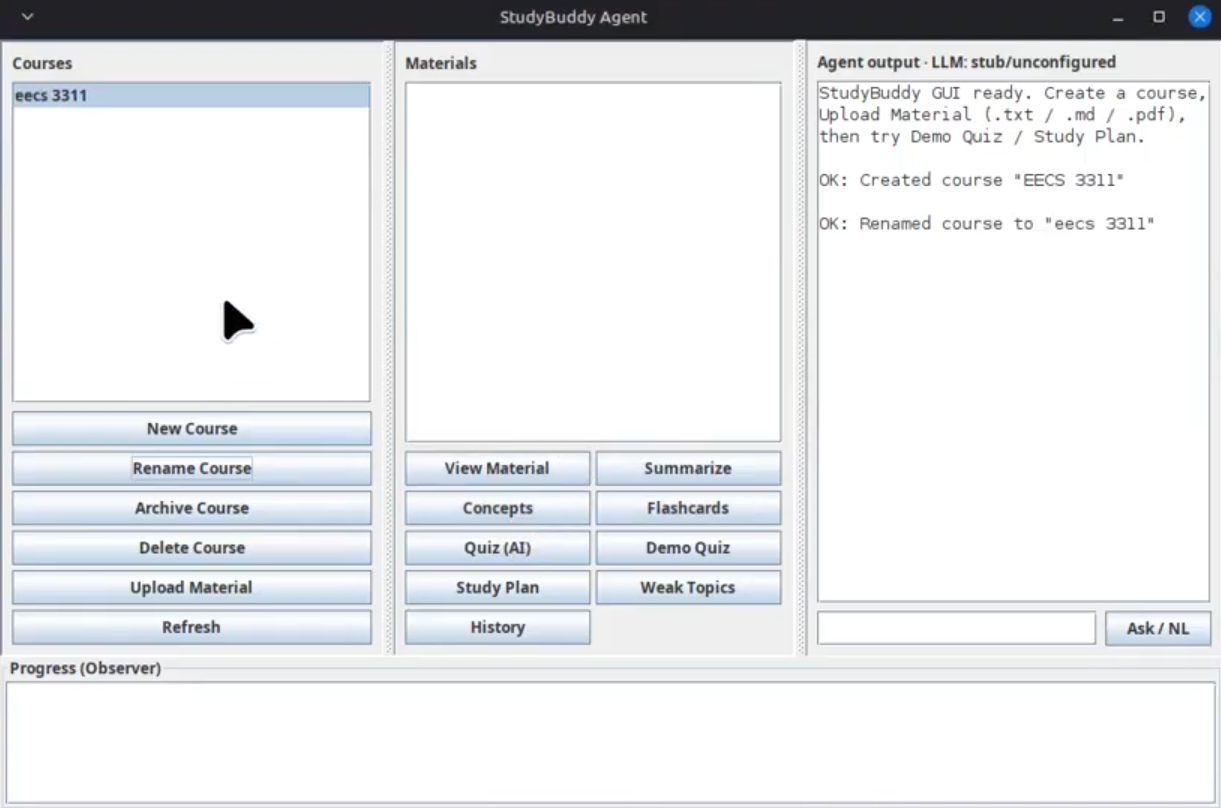 StudyBuddy Agent
Courses
eecs 3311
New Course
Rename Course
Archive Course
Delete Course
Upload Material
Refresh
Materials
View Material
Summarize
Concepts
Flashcards
Quiz (AI)
Demo Quiz
Study Plan
Weak Topics
History
Agent output · LLM: stub/unconfigured
StudyBuddy GUI ready. Create a course,
Upload Material (.txt / .md / .pdf),
then try Demo Quiz / Study Plan.
OK: Created course "EECS 3311"
OK: Renamed course to "eecs 3311"
Ask / NL
Progress (Observer)